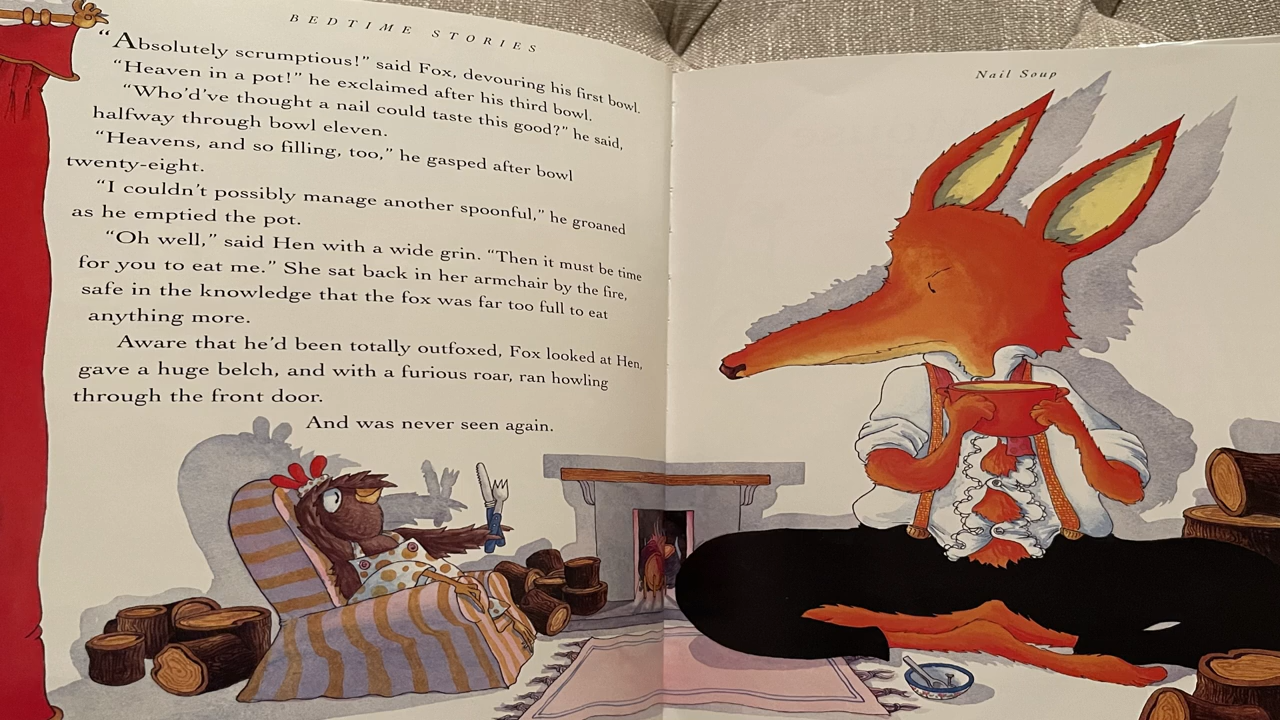 BEDTIME STORIES
“Absolutely scrumptious!” said Fox, devouring his first bowl.
“Heaven in a pot!” he exclaimed after his third bowl.
“Who’d’ve thought a nail could taste this good?” he said,
halfway through bowl eleven.
“Heavens, and so filling, too,” he gasped after bowl
twenty-eight.
“I couldn’t possibly manage another spoonful,” he groaned
as he emptied the pot.
“Oh well,” said Hen with a wide grin. “Then it must be time
for you to eat me.” She sat back in her armchair by the fire,
safe in the knowledge that the fox was far too full to eat
anything more.
Aware that he’d been totally outfoxed, Fox looked at Hen,
gave a huge belch, and with a furious roar, ran howling
through the front door.
And was never seen again.
Nail Soup